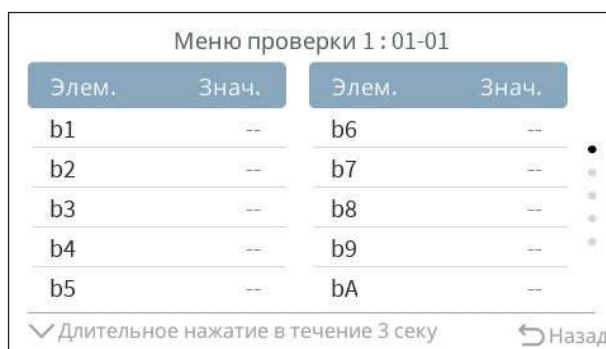 Меню проверки 1 : 01-01
Элем. Знач. Элем. Знач.
b1 -- b6 --
b2 -- b7 --
b3 -- b8 --
b4 -- b9 --
b5 -- bA --
Длительное нажатие в течение 3 секу Назад